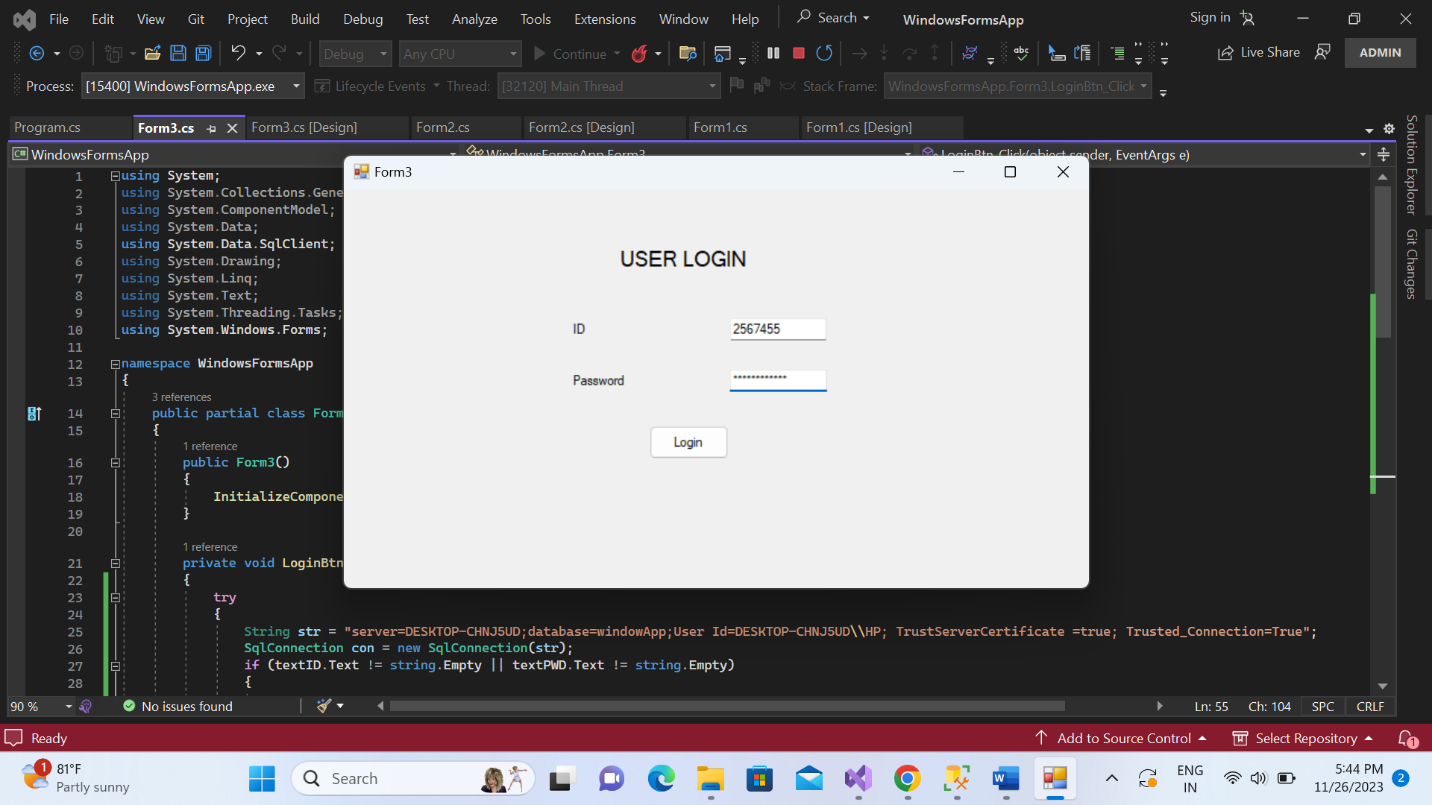 File Edit View Git Project Build Debug Test Analyze Tools Extensions Window Help Search WindowsFormsApp Sign in
Debug Any CPU Continue abc Live Share ADMIN
Process: [15400] WindowsFormsApp.exe Lifecycle Events Thread: [32120] Main Thread Stack Frame: WindowsFormsApp.Form3.LoginBtn_Click
Program.cs Form3.cs Form3.cs [Design] Form2.cs Form2.cs [Design] Form1.cs Form1.cs [Design]
C# WindowsFormsApp WindowsFormsApp.Form3 LoginBtn_Click(object sender, EventArgs e)
Solution Explorer
Git Changes
1 using System;
2 using System.Collections.Gene
3 using System.ComponentModel;
4 using System.Data;
5 using System.Data.SqlClient;
6 using System.Drawing;
7 using System.Linq;
8 using System.Text;
9 using System.Threading.Tasks;
10 using System.Windows.Forms;
11
12 namespace WindowsFormsApp
13 {
3 references
14 public partial class Form
15 {
1 reference
16 public Form3()
17 {
18 InitializeCompone
19 }
20
1 reference
21 private void LoginBtn
22 {
23 try
24 {
25 String str = "server=DESKTOP-CHNJ5UD;database=windowApp;User Id=DESKTOP-CHNJ5UD\\HP; TrustServerCertificate =true; Trusted_Connection=True";
26 SqlConnection con = new SqlConnection(str);
27 if (textID.Text != string.Empty || textPWD.Text != string.Empty)
28 {
Form3
USER LOGIN
ID 2567455
Password ************
Login
90 % No issues found Ln: 55 Ch: 104 SPC CRLF
Ready Add to Source Control Select Repository 1
1 81°F
Partly sunny
Search
ENG
IN
5:44 PM
11/26/2023
2